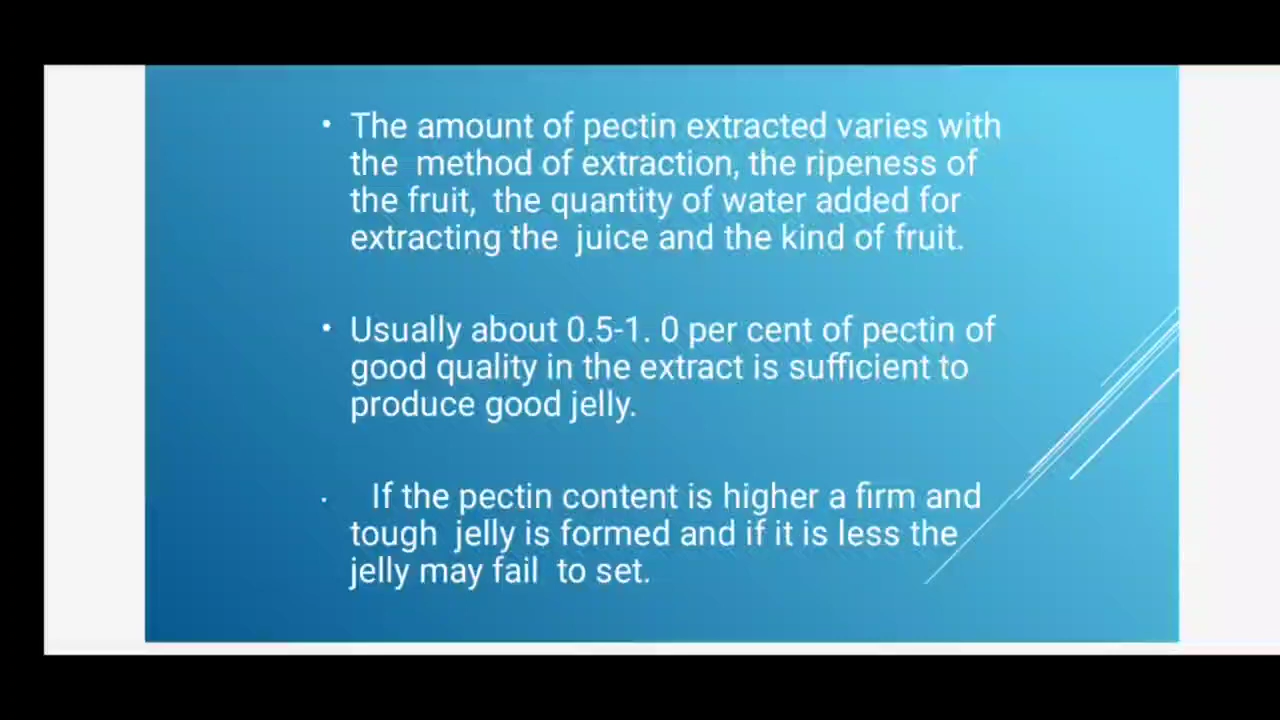 • The amount of pectin extracted varies with
the method of extraction, the ripeness of
the fruit, the quantity of water added for
extracting the juice and the kind of fruit.
• Usually about 0.5-1. 0 per cent of pectin of
good quality in the extract is sufficient to
produce good jelly.
• If the pectin content is higher a firm and
tough jelly is formed and if it is less the
jelly may fail to set.